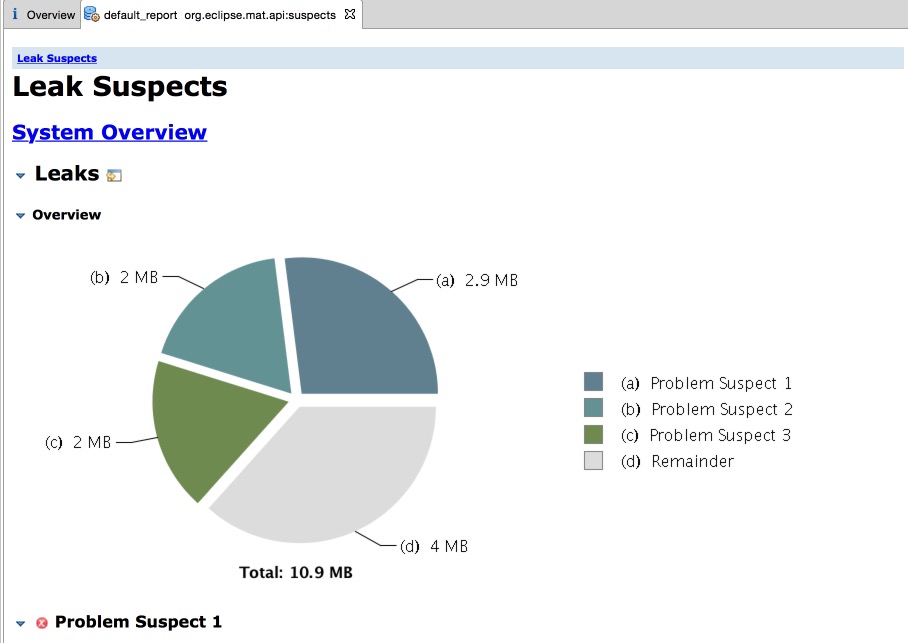 i Overview default_report org.eclipse.mat.api:suspects
Leak Suspects
Leak Suspects
System Overview
Leaks
Overview
(b) 2 MB
(a) 2.9 MB
(c) 2 MB
(d) 4 MB
Total: 10.9 MB
(a) Problem Suspect 1
(b) Problem Suspect 2
(c) Problem Suspect 3
(d) Remainder
Problem Suspect 1